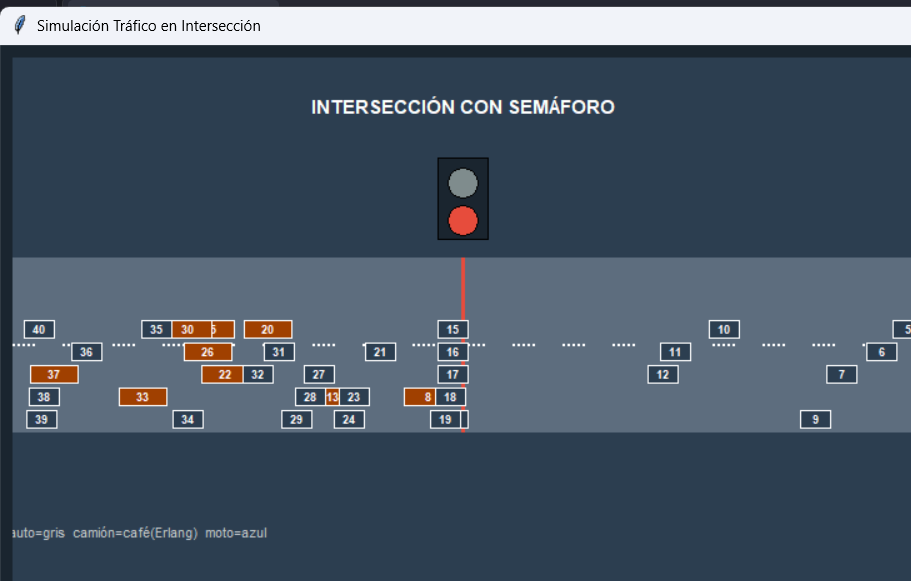 Simulación Tráfico en Intersección
INTERSECCIÓN CON SEMÁFORO
40 35 30 5 20 15 10 5
36 26 31 21 16 11 6
37 22 32 27 17 12 7
38 33 28 13 23 8 18
39 34 29 24 19 9
auto=gris camión=café(Erlang) moto=azul